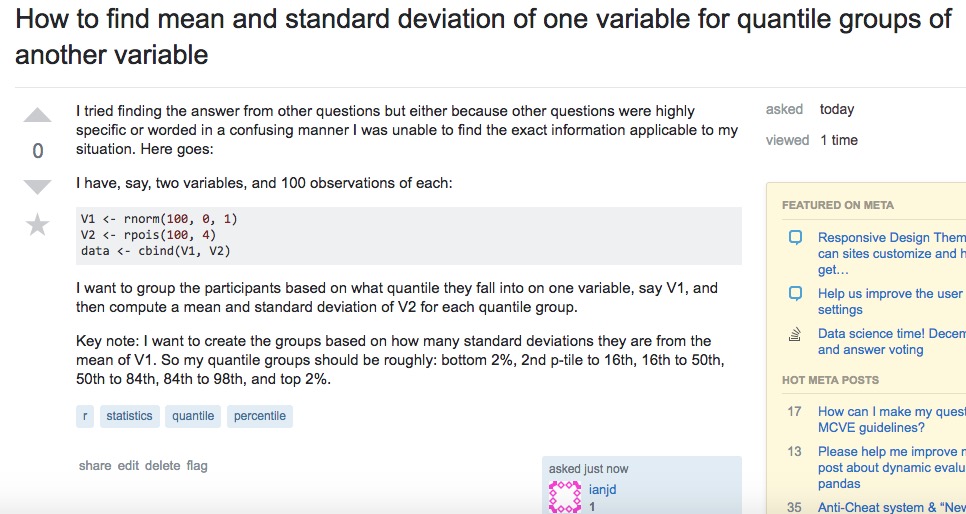 How to find mean and standard deviation of one variable for quantile groups of
another variable
0
I tried finding the answer from other questions but either because other questions were highly
specific or worded in a confusing manner I was unable to find the exact information applicable to my
situation. Here goes:
I have, say, two variables, and 100 observations of each:
V1 <- rnorm(100, 0, 1)
V2 <- rpois(100, 4)
data <- cbind(V1, V2)
I want to group the participants based on what quantile they fall into on one variable, say V1, and
then compute a mean and standard deviation of V2 for each quantile group.
Key note: I want to create the groups based on how many standard deviations they are from the
mean of V1. So my quantile groups should be roughly: bottom 2%, 2nd p-tile to 16th, 16th to 50th,
50th to 84th, 84th to 98th, and top 2%.
r statistics quantile percentile
share edit delete flag
asked just now
ianjd
1
asked today
viewed 1 time
FEATURED ON META
Responsive Design Them
can sites customize and h
get…
Help us improve the user
settings
Data science time! Decem
and answer voting
HOT META POSTS
17 How can I make my quest
MCVE guidelines?
13 Please help me improve
post about dynamic evalu
pandas
35 Anti-Cheat system & "New